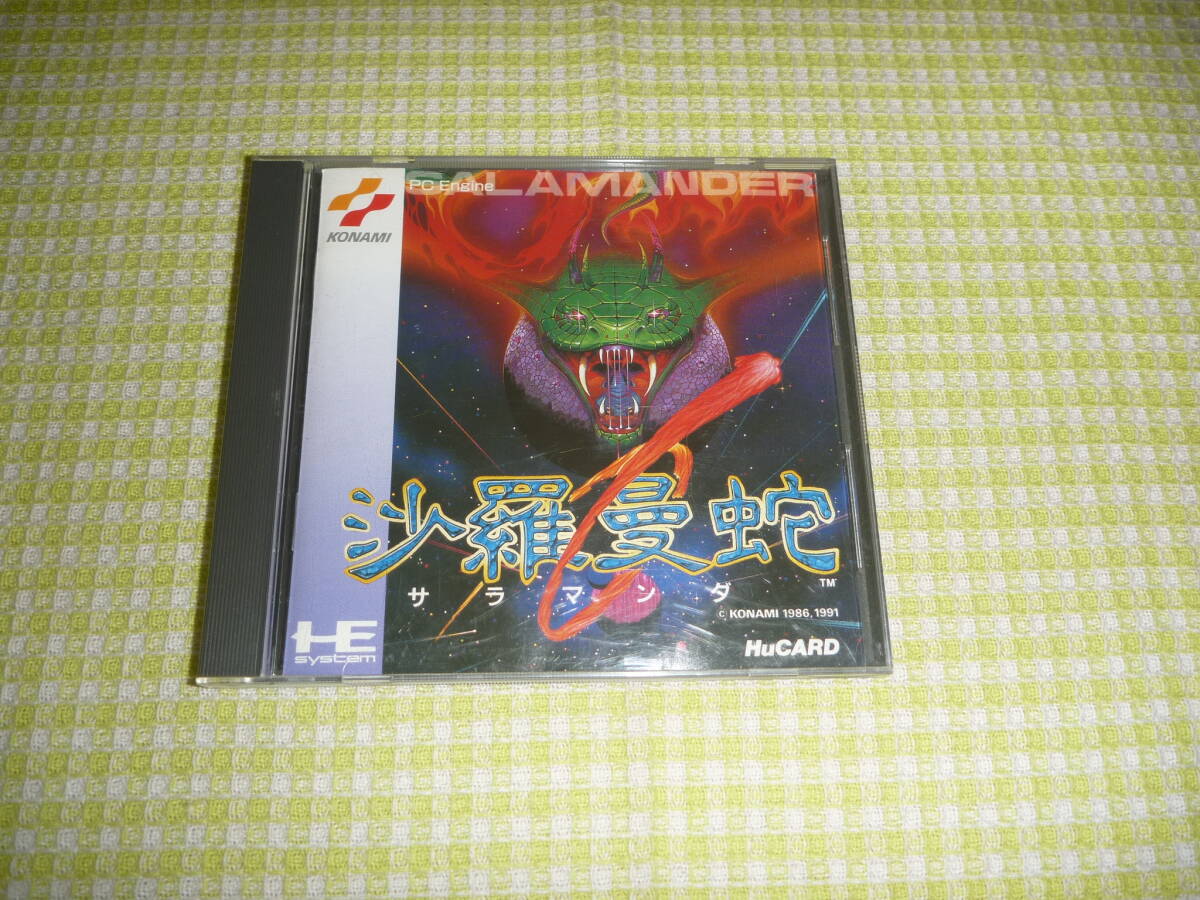 SALAMANDER
PC Engine
KONAMI
沙羅曼蛇
TM
サラマンダ
© KONAMI 1986,1991
HE
system
HuCARD